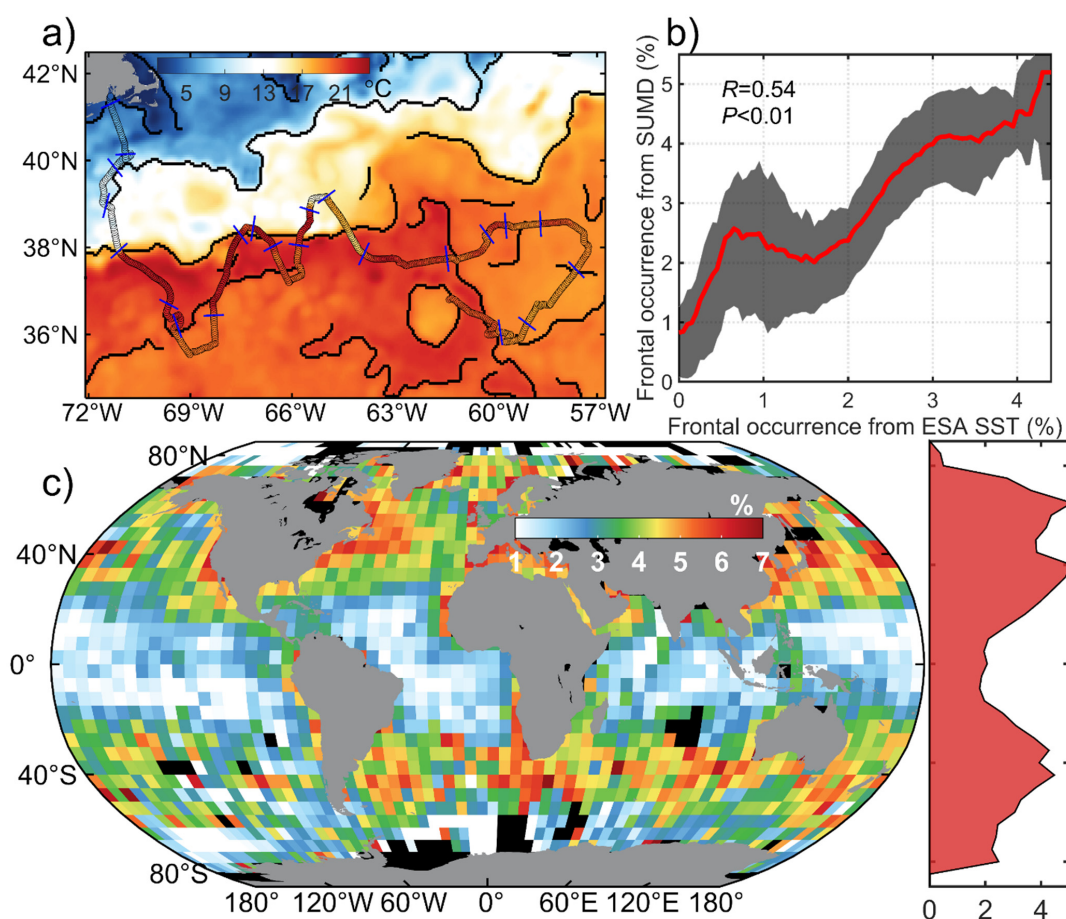 a)
42°N
40°N
38°N
36°N
5 9 13 17 21 °C
72°W 69°W 66°W 63°W 60°W 57°W
b)
Frontal occurrence from SUMD (%)
5
4
3
2
1
0
R=0.54
P<0.01
0 1 2 3 4
Frontal occurrence from ESA SST (%)
c)
80°N
40°N
0°
40°S
80°S
%
1 2 3 4 5 6 7
180°W 120°W 60°W 0° 60°E 120°E 180°
0 2 4